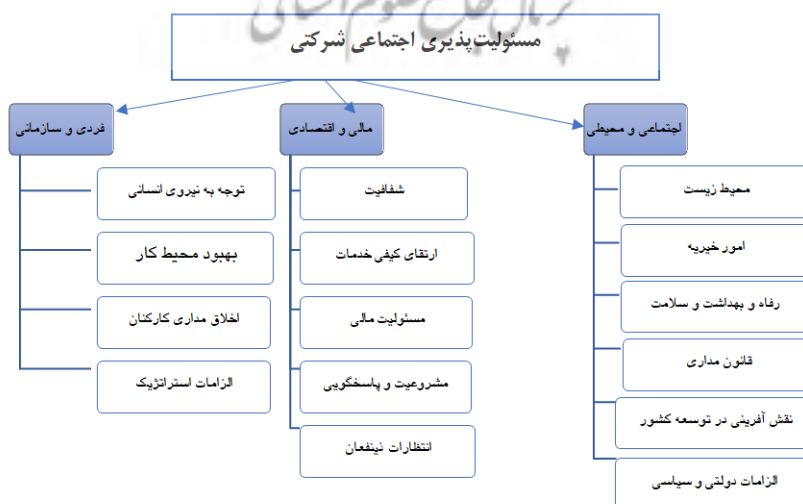 مسئولیت‌پذیری اجتماعی شرکتی
اجتماعی و محیطی
محیط زیست
امور خیریه
رفاه و بهداشت و سلامت
قانون مداری
نقش آفرینی در توسعه کشور
الزامات دولتی و سیاسی
مالی و اقتصادی
شفافیت
ارتقای کیفی خدمات
مسئولیت مالی
مشروعیت و پاسخگویی
انتظارات ذینفعان
فردی و سازمانی
توجه به نیروی انسانی
بهبود محیط کار
اخلاق مداری کارکنان
الزامات استراتژیک